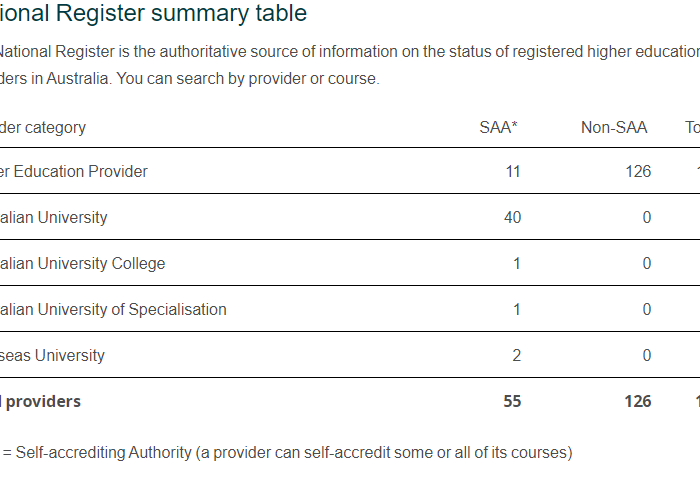 ional Register summary table
National Register is the authoritative source of information on the status of registered higher education
ders in Australia. You can search by provider or course.
der category SAA* Non-SAA To
er Education Provider 11 126 1
alian University 40 0
alian University College 1 0
alian University of Specialisation 1 0
seas University 2 0
l providers 55 126 1
= Self-accrediting Authority (a provider can self-accredit some or all of its courses)